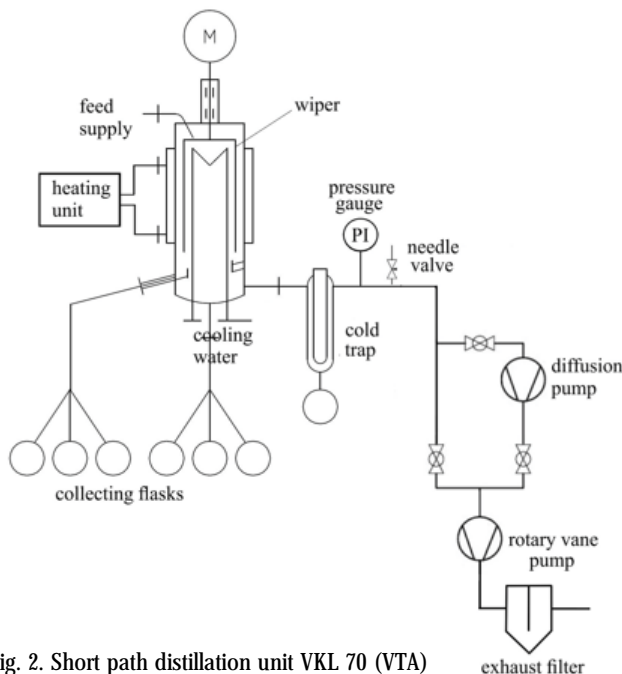 M
feed
supply
wiper
heating
unit
pressure
gauge
PI
needle
valve
cooling
water
cold
trap
diffusion
pump
collecting flasks
rotary vane
pump
exhaust filter
ig. 2. Short path distillation unit VKL 70 (VTA)